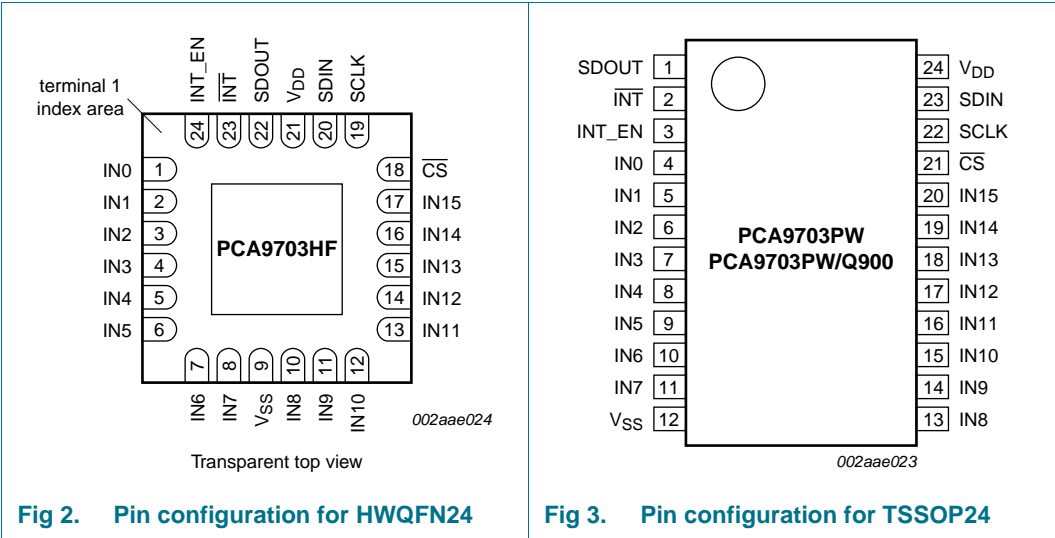 terminal 1
index area
INT_EN
INT
SDOUT
VDD
SDIN
SCLK
24
23
22
21
20
19
IN0 1
IN1 2
IN2 3
IN3 4
IN4 5
IN5 6
PCA9703HF
18 CS
17 IN15
16 IN14
15 IN13
14 IN12
13 IN11
7
8
9
10
11
12
IN6
IN7
VSS
IN8
IN9
IN10
002aae024
Transparent top view
Fig 2. Pin configuration for HWQFN24
SDOUT 1
INT 2
INT_EN 3
IN0 4
IN1 5
IN2 6
IN3 7
IN4 8
IN5 9
IN6 10
IN7 11
VSS 12
PCA9703PW
PCA9703PW/Q900
24 VDD
23 SDIN
22 SCLK
21 CS
20 IN15
19 IN14
18 IN13
17 IN12
16 IN11
15 IN10
14 IN9
13 IN8
002aae023
Fig 3. Pin configuration for TSSOP24